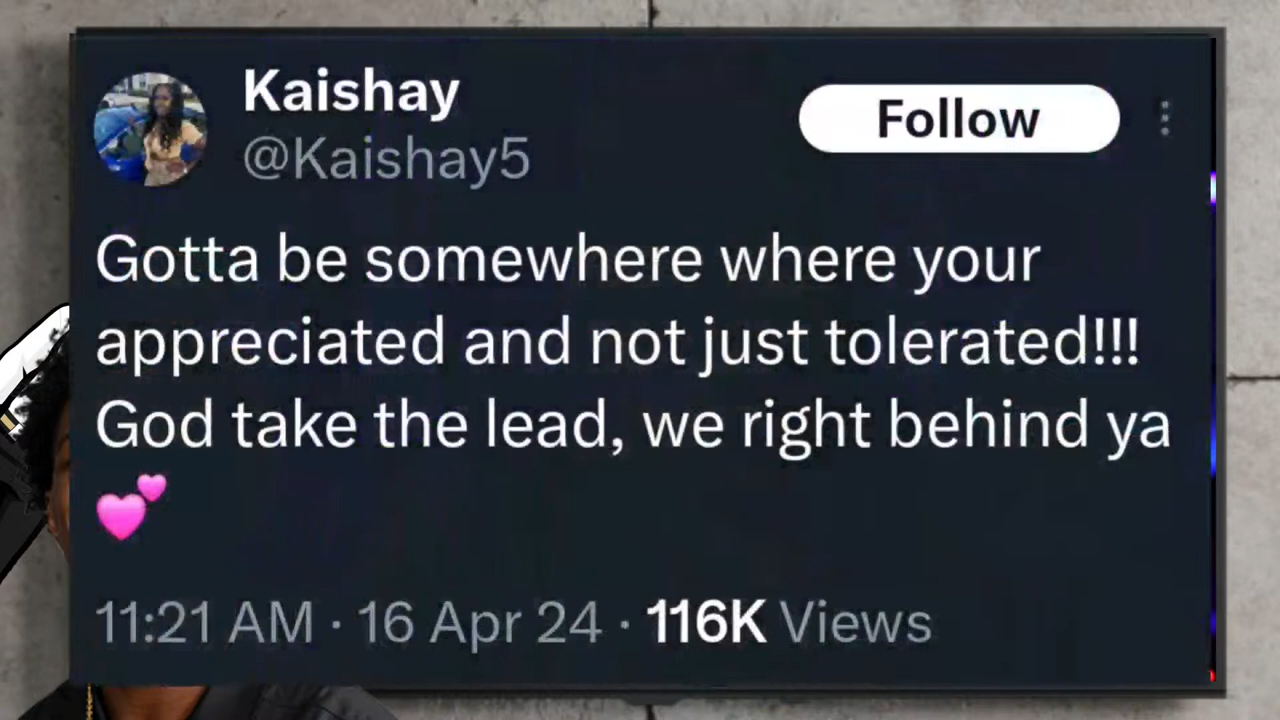 Kaishay
@Kaishay5
Follow
Gotta be somewhere where your
appreciated and not just tolerated!!!
God take the lead, we right behind ya
💕
11:21 AM · 16 Apr 24 · 116K Views